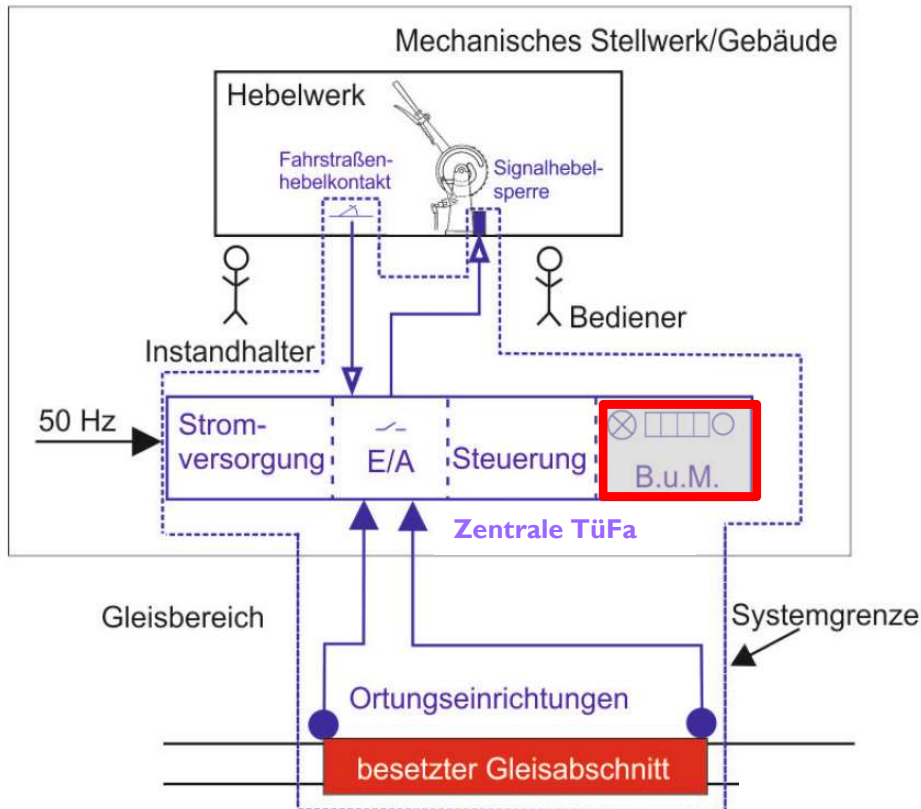 Mechanisches Stellwerk/Gebäude
Hebelwerk
Fahrstraßen-
hebelkontakt
Signalhebel-
sperre
Bediener
Instandhalter
50 Hz
Strom-
versorgung
E/A
Steuerung
B.u.M.
Zentrale TüFa
Gleisbereich
Systemgrenze
Ortungseinrichtungen
besetzter Gleisabschnitt